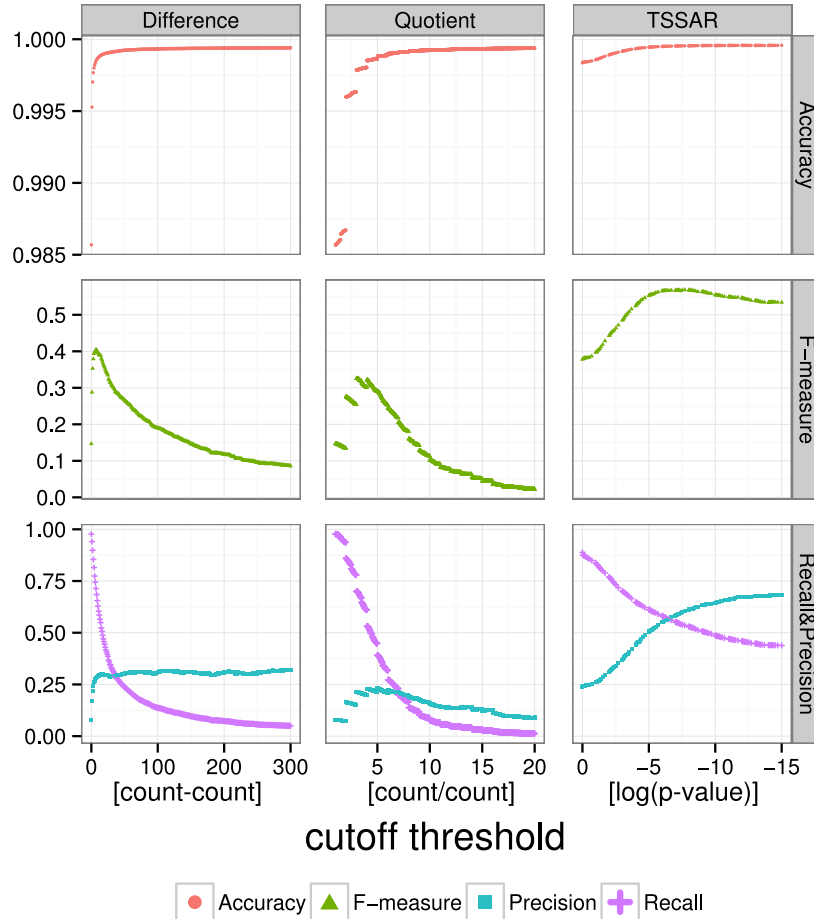 Difference Quotient TSSAR
1.000
0.995
0.990
0.985
Accuracy
0.5
0.4
0.3
0.2
0.1
0.0
F-measure
1.00
0.75
0.50
0.25
0.00
Recall&Precision
0 100 200 300 5 10 15 20 0 -5 -10 -15
[count-count] [count/count] [log(p-value)]
cutoff threshold
Accuracy F-measure Precision Recall